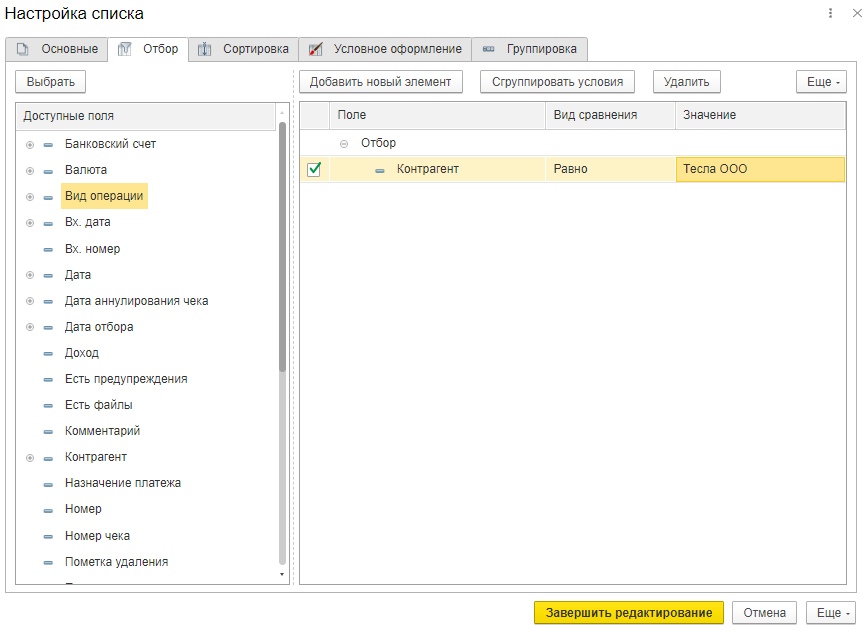 Настройка списка
Основные
Отбор
Сортировка
Условное оформление
Группировка
Выбрать
Доступные поля
Банковский счет
Валюта
Вид операции
Вх. дата
Вх. номер
Дата
Дата аннулирования чека
Дата отбора
Доход
Есть предупреждения
Есть файлы
Комментарий
Контрагент
Назначение платежа
Номер
Номер чека
Пометка удаления
Добавить новый элемент
Сгруппировать условия
Удалить
Еще
Поле Вид сравнения Значение
Отбор
Контрагент Равно Тесла ООО
Завершить редактирование
Отмена
Еще